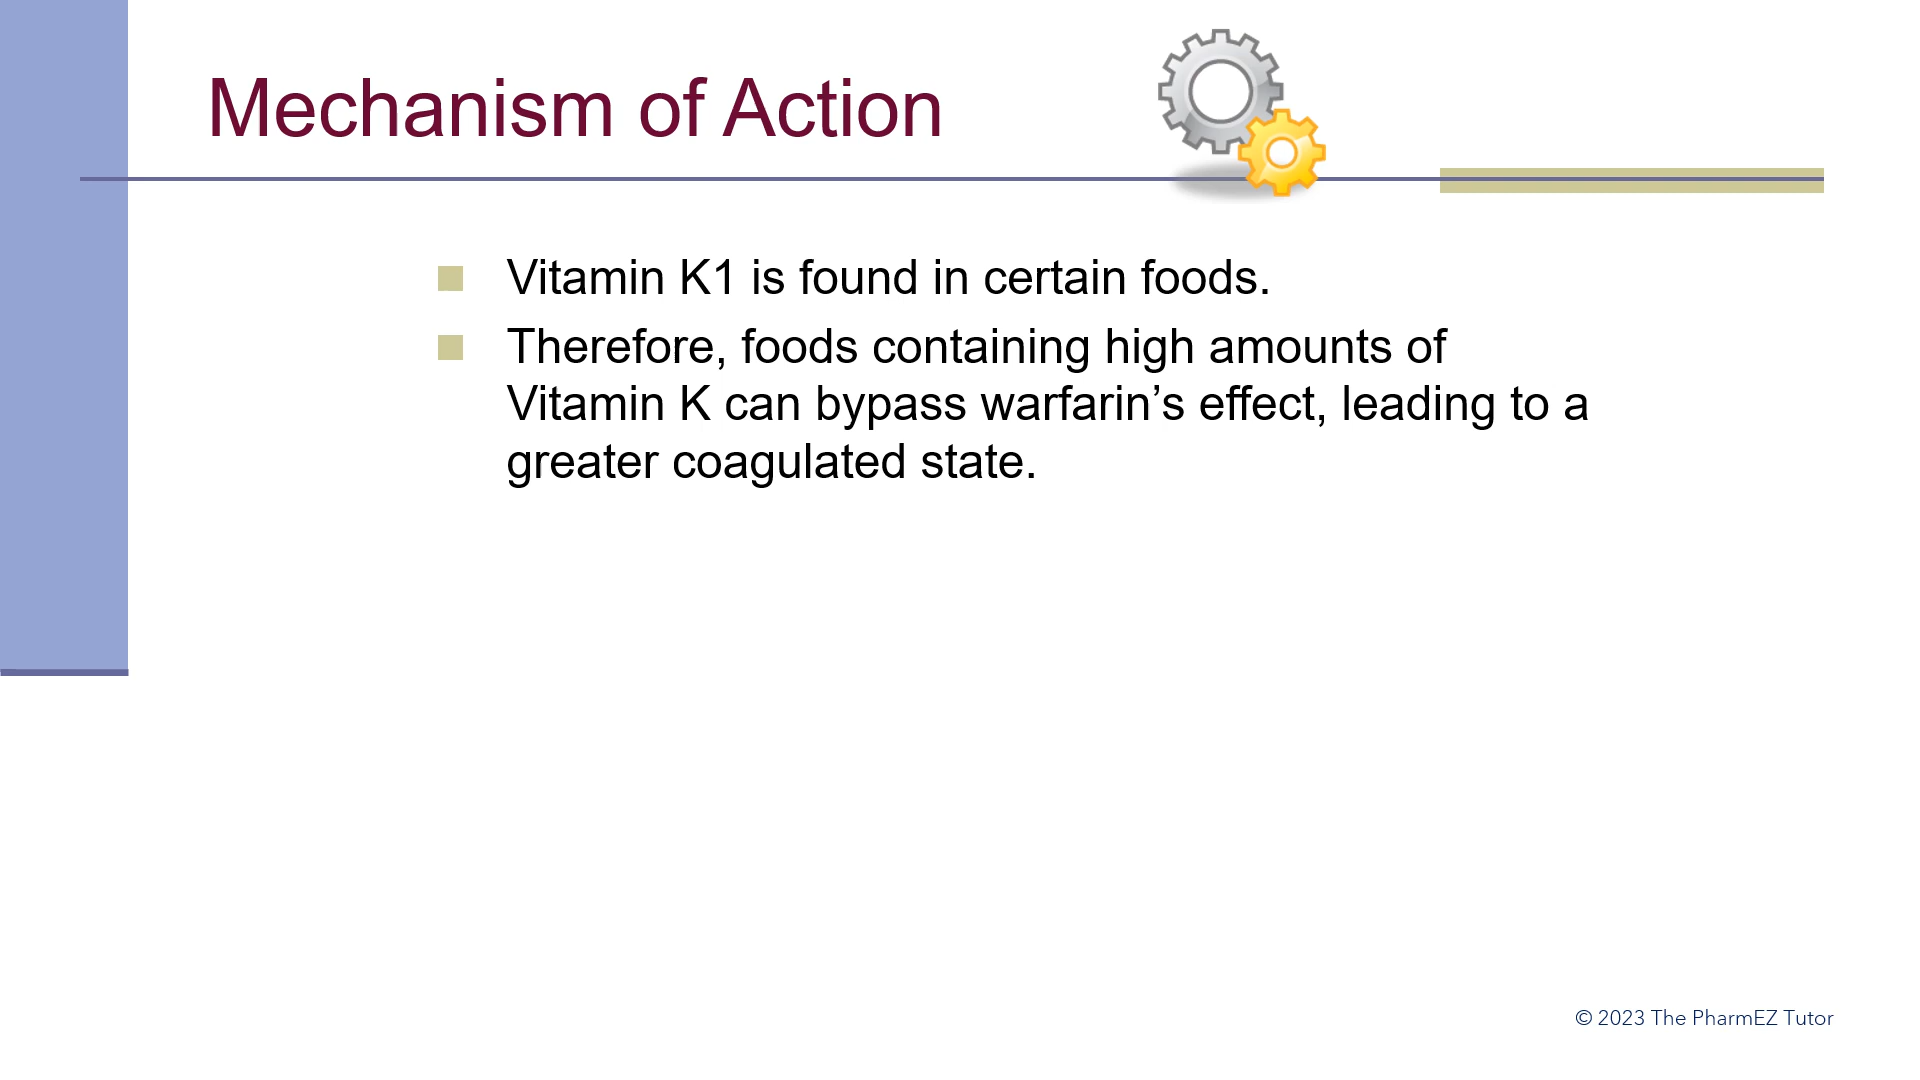 Mechanism of Action
Vitamin K1 is found in certain foods.
Therefore, foods containing high amounts of
Vitamin K can bypass warfarin’s effect, leading to a
greater coagulated state.
© 2023 The PharmEZ Tutor